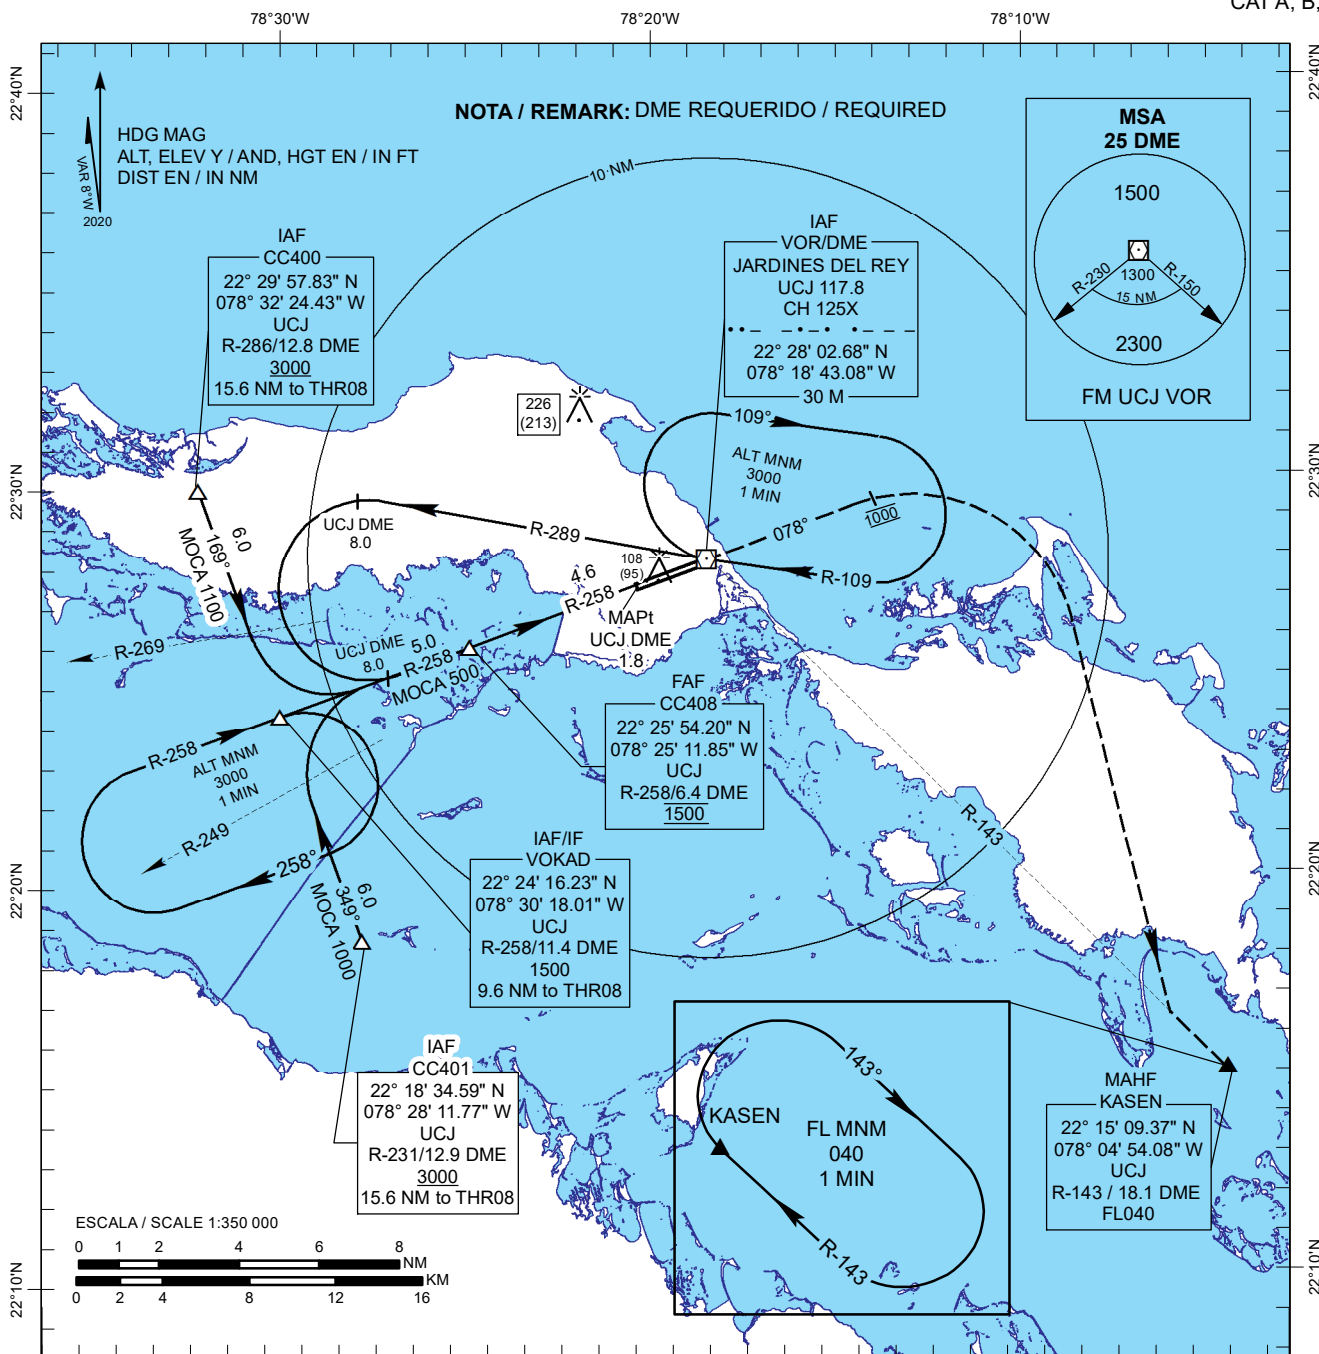 CAT A, B,
78°30'W
78°20'W
78°10'W
22°40'N
22°40'N
NOTA / REMARK: DME REQUERIDO / REQUIRED
HDG MAG
ALT, ELEV Y / AND, HGT EN / IN FT
DIST EN / IN NM
VAR 8°W
2020
MSA
25 DME
1500
R-230
1300
R-150
15 NM
2300
FM UCJ VOR
10 NM
IAF
CC400
22° 29' 57.83" N
078° 32' 24.43" W
UCJ
R-286/12.8 DME
3000
15.6 NM to THR08
IAF
VOR/DME
JARDINES DEL REY
UCJ 117.8
CH 125X
22° 28' 02.68" N
078° 18' 43.08" W
30 M
226
(213)
109°
ALT MNM
3000
1 MIN
22°30'N
22°30'N
1000
078°
R-109
UCJ DME
8.0
R-289
6.0
169°
MOCA 1100
108
(95)
4.6
R-258
MAPt
UCJ DME
1.8
R-269
UCJ DME
8.0
5.0
R-258
MOCA 500
FAF
CC408
22° 25' 54.20" N
078° 25' 11.85" W
UCJ
R-258/6.4 DME
1500
R-258
ALT MNM
3000
1 MIN
R-249
258°
R-143
IAF/IF
VOKAD
22° 24' 16.23" N
078° 30' 18.01" W
UCJ
R-258/11.4 DME
1500
9.6 NM to THR08
22°20'N
22°20'N
6.0
349°
MOCA 1000
IAF
CC401
22° 18' 34.59" N
078° 28' 11.77" W
UCJ
R-231/12.9 DME
3000
15.6 NM to THR08
143°
KASEN
FL MNM
040
1 MIN
R-143
MAHF
KASEN
22° 15' 09.37" N
078° 04' 54.08" W
UCJ
R-143 / 18.1 DME
FL040
ESCALA / SCALE 1:350 000
0 1 2 4 6 8
NM
KM
0 2 4 8 12 16
22°10'N
22°10'N